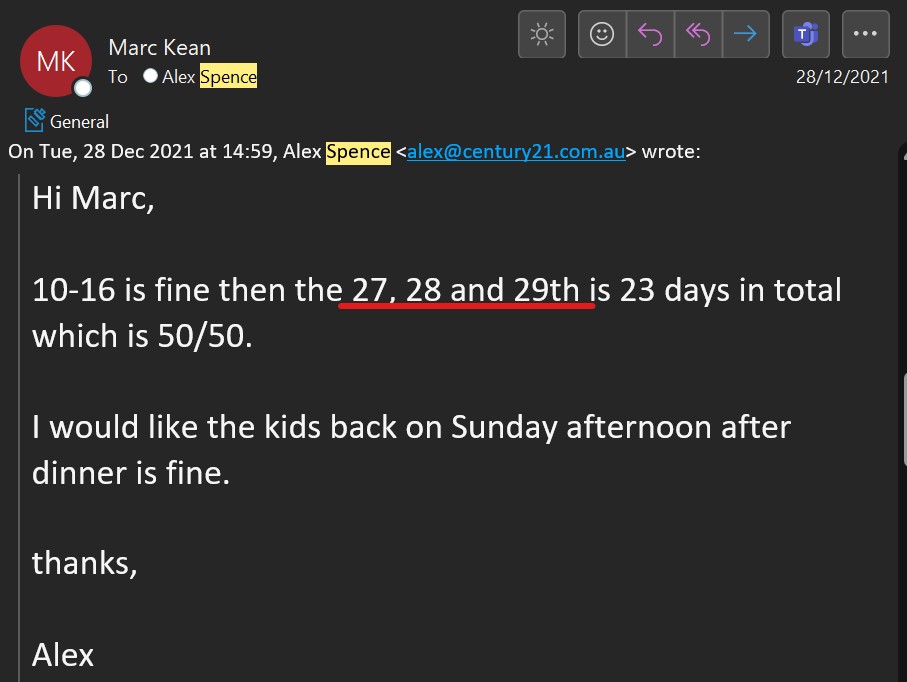 MK
Marc Kean
To Alex Spence
28/12/2021
General
On Tue, 28 Dec 2021 at 14:59, Alex Spence <alex@century21.com.au> wrote:
Hi Marc,
10-16 is fine then the 27, 28 and 29th is 23 days in total
which is 50/50.
I would like the kids back on Sunday afternoon after
dinner is fine.
thanks,
Alex